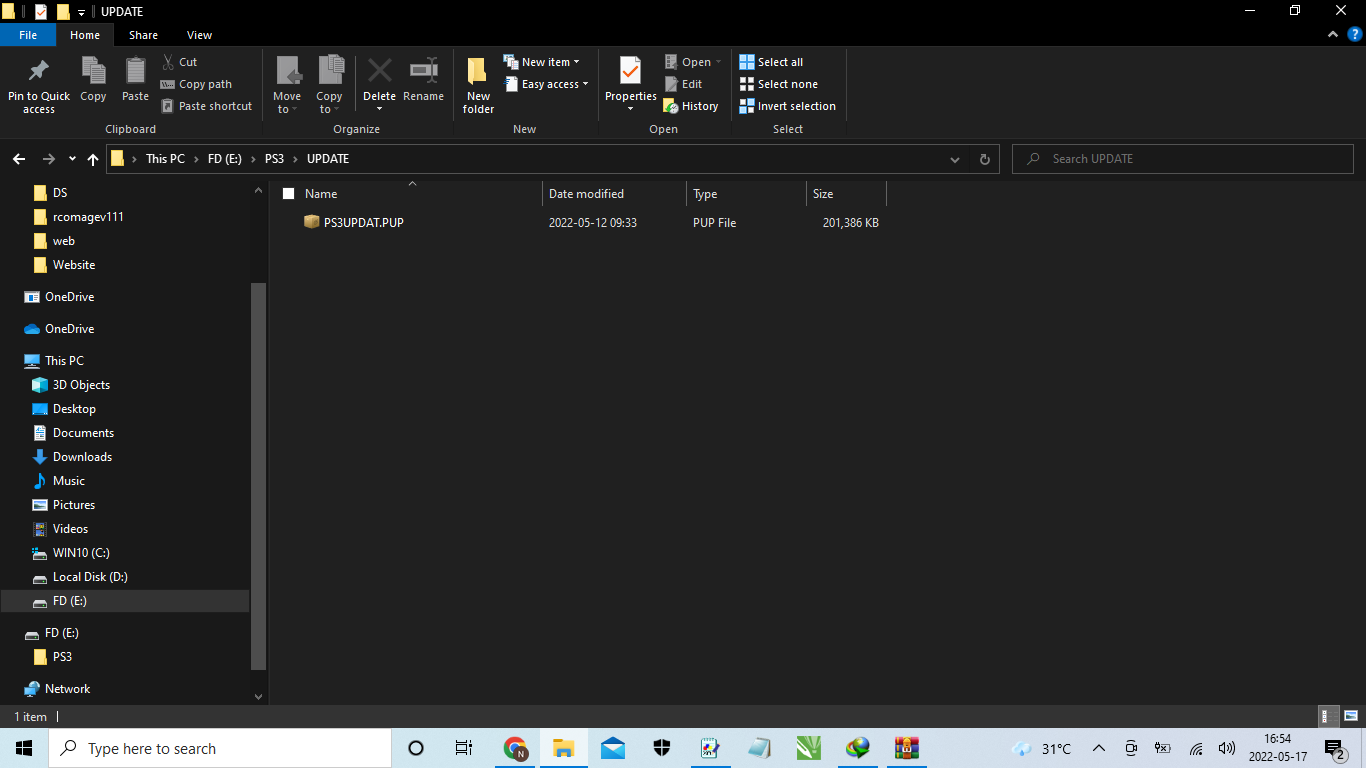 UPDATE
File Home Share View
Pin to Quick access
Copy
Paste
Cut
Copy path
Paste shortcut
Clipboard
Move to
Copy to
Delete
Rename
Organize
New folder
New item
Easy access
New
Properties
Open
Edit
History
Open
Select all
Select none
Invert selection
Select
This PC › FD (E:) › PS3 › UPDATE
Search UPDATE
DS
rcomagev111
web
Website
OneDrive
OneDrive
This PC
3D Objects
Desktop
Documents
Downloads
Music
Pictures
Videos
WIN10 (C:)
Local Disk (D:)
FD (E:)
FD (E:)
PS3
Network
Name Date modified Type Size
PS3UPDAT.PUP 2022-05-12 09:33 PUP File 201,386 KB
1 item
Type here to search
N
31°C
16:54
2022-05-17
2